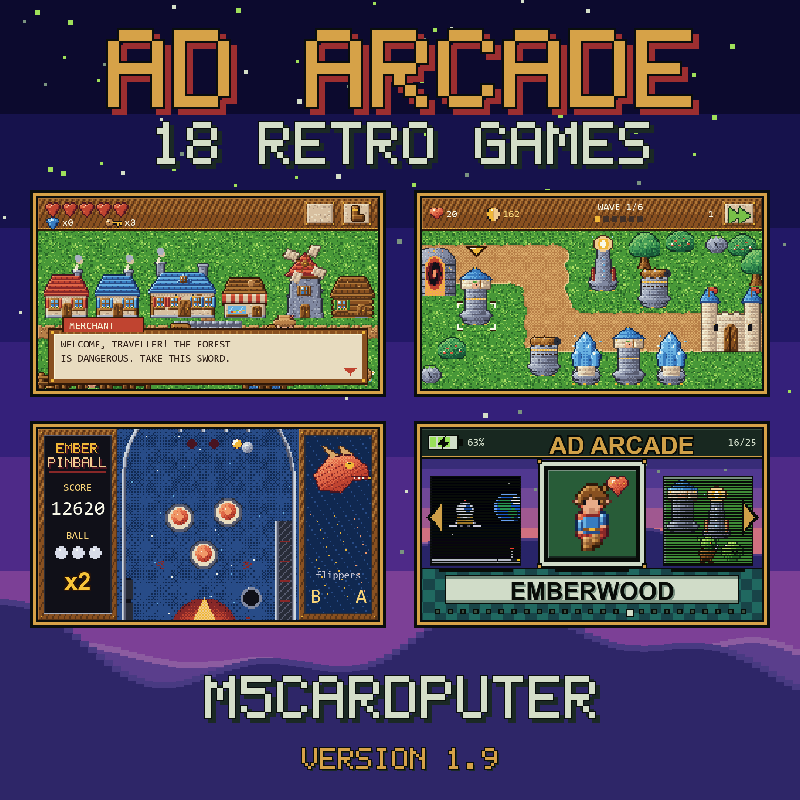 AD ARCADE
18 RETRO GAMES
x0 x0
MERCHANT
WELCOME, TRAVELLER! THE FOREST
IS DANGEROUS. TAKE THIS SWORD.
20 162 WAVE 1/6 1
EMBER
PINBALL
SCORE
12620
BALL
x2
flippers
B A
63% AD ARCADE 16/25
EMBERWOOD
M5CARDPUTER
VERSION 1.9